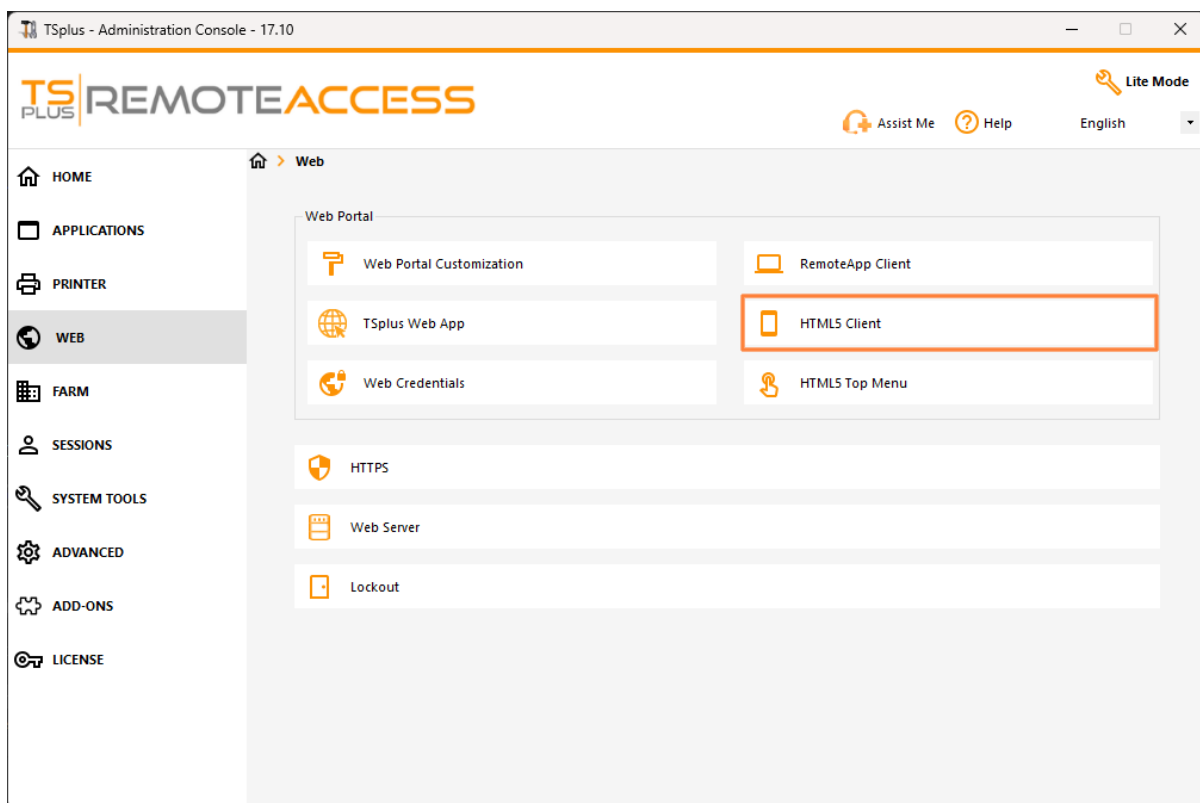 TSplus - Administration Console - 17.10
TS PLUS REMOTEACCESS
Lite Mode
Assist Me
Help
English
HOME
APPLICATIONS
PRINTER
WEB
FARM
SESSIONS
SYSTEM TOOLS
ADVANCED
ADD-ONS
LICENSE
Web
Web Portal
Web Portal Customization
RemoteApp Client
TSplus Web App
HTML5 Client
Web Credentials
HTML5 Top Menu
HTTPS
Web Server
Lockout